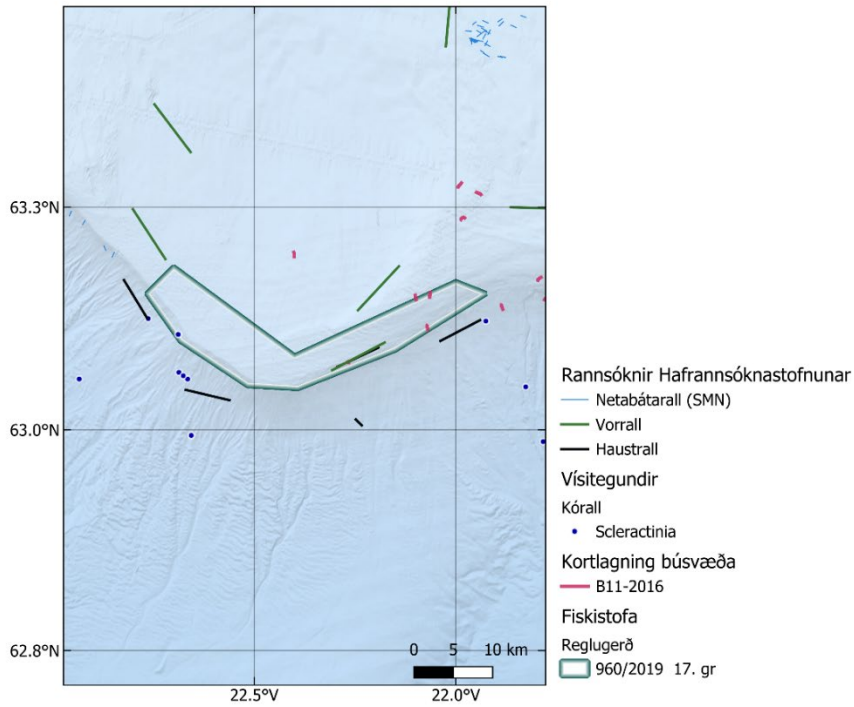 63.3°N
63.0°N
62.8°N
22.5°V
22.0°V
0 5 10 km
Rannsóknir Hafrannsóknastofnunar
Netabátarall (SMN)
Vorrall
Haustrall
Vísitegundir
Kórall
Scleractinia
Kortlagning búsvæða
B11-2016
Fiskistofa
Reglugerð
960/2019 17. gr